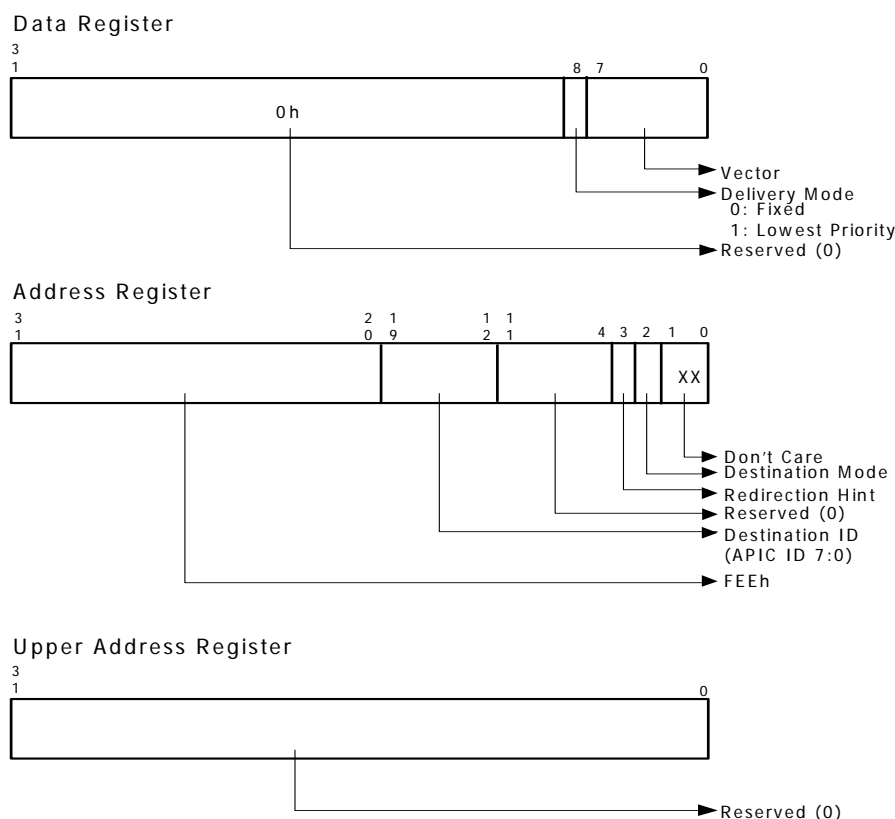 Data Register
3
1 8 7 0
0h
Vector
Delivery Mode
0: Fixed
1: Lowest Priority
Reserved (0)
Address Register
3 2 1 1 1
1 0 9 2 1 4 3 2 1 0
XX
Don't Care
Destination Mode
Redirection Hint
Reserved (0)
Destination ID
(APIC ID 7:0)
FEEh
Upper Address Register
3
1 0
Reserved (0)